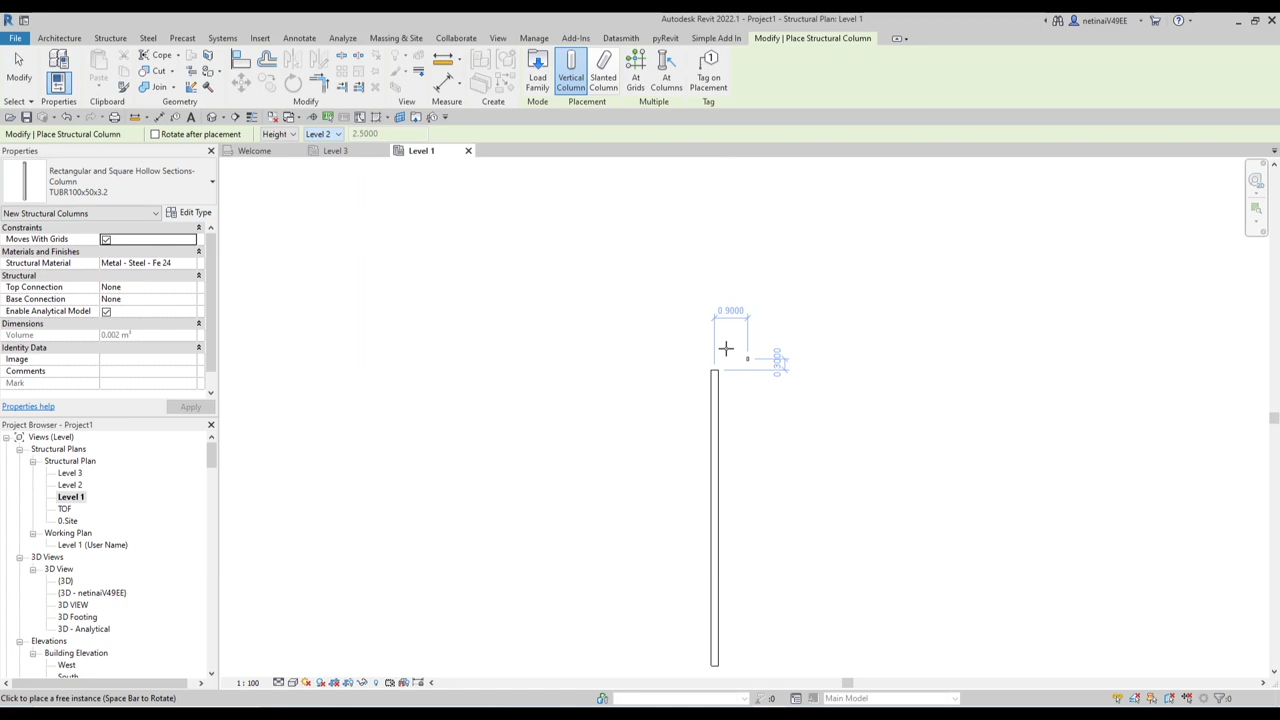 Autodesk Revit 2022.1 - Project1 - Structural Plan: Level 1
netinaiV49EE
File Architecture Structure Steel Precast Systems Insert Annotate Analyze Massing & Site Collaborate View Manage Add-Ins Datasmith pyRevit Simple Add In Modify | Place Structural Column
Modify
Paste
Cope
Cut
Join
Load Family
Vertical Column
Slanted Column
At Grids
At Columns
Tag on Placement
Select Properties Clipboard Geometry Modify View Measure Create Mode Placement Multiple Tag
Modify | Place Structural Column Rotate after placement Height Level 2 2.5000
Properties
Welcome Level 3 Level 1
Rectangular and Square Hollow Sections-
Column
TUBR100x50x3.2
New Structural Columns Edit Type
Constraints
Moves With Grids
Materials and Finishes
Structural Material Metal - Steel - Fe 24
Structural
Top Connection None
Base Connection None
Enable Analytical Model
Dimensions
Volume 0.002 m³
Identity Data
Image
Comments
Mark
Properties help Apply
Project Browser - Project1
Views (Level)
Structural Plans
Structural Plan
Level 3
Level 2
Level 1
TOF
0.Site
Working Plan
Level 1 (User Name)
3D Views
3D View
{3D}
{3D - netinaiV49EE}
3D VIEW
3D Footing
3D - Analytical
Elevations
Building Elevation
West
South
0.9000
0.3000
1 : 100
Click to place a free instance (Space Bar to Rotate)
:0
Main Model
:0